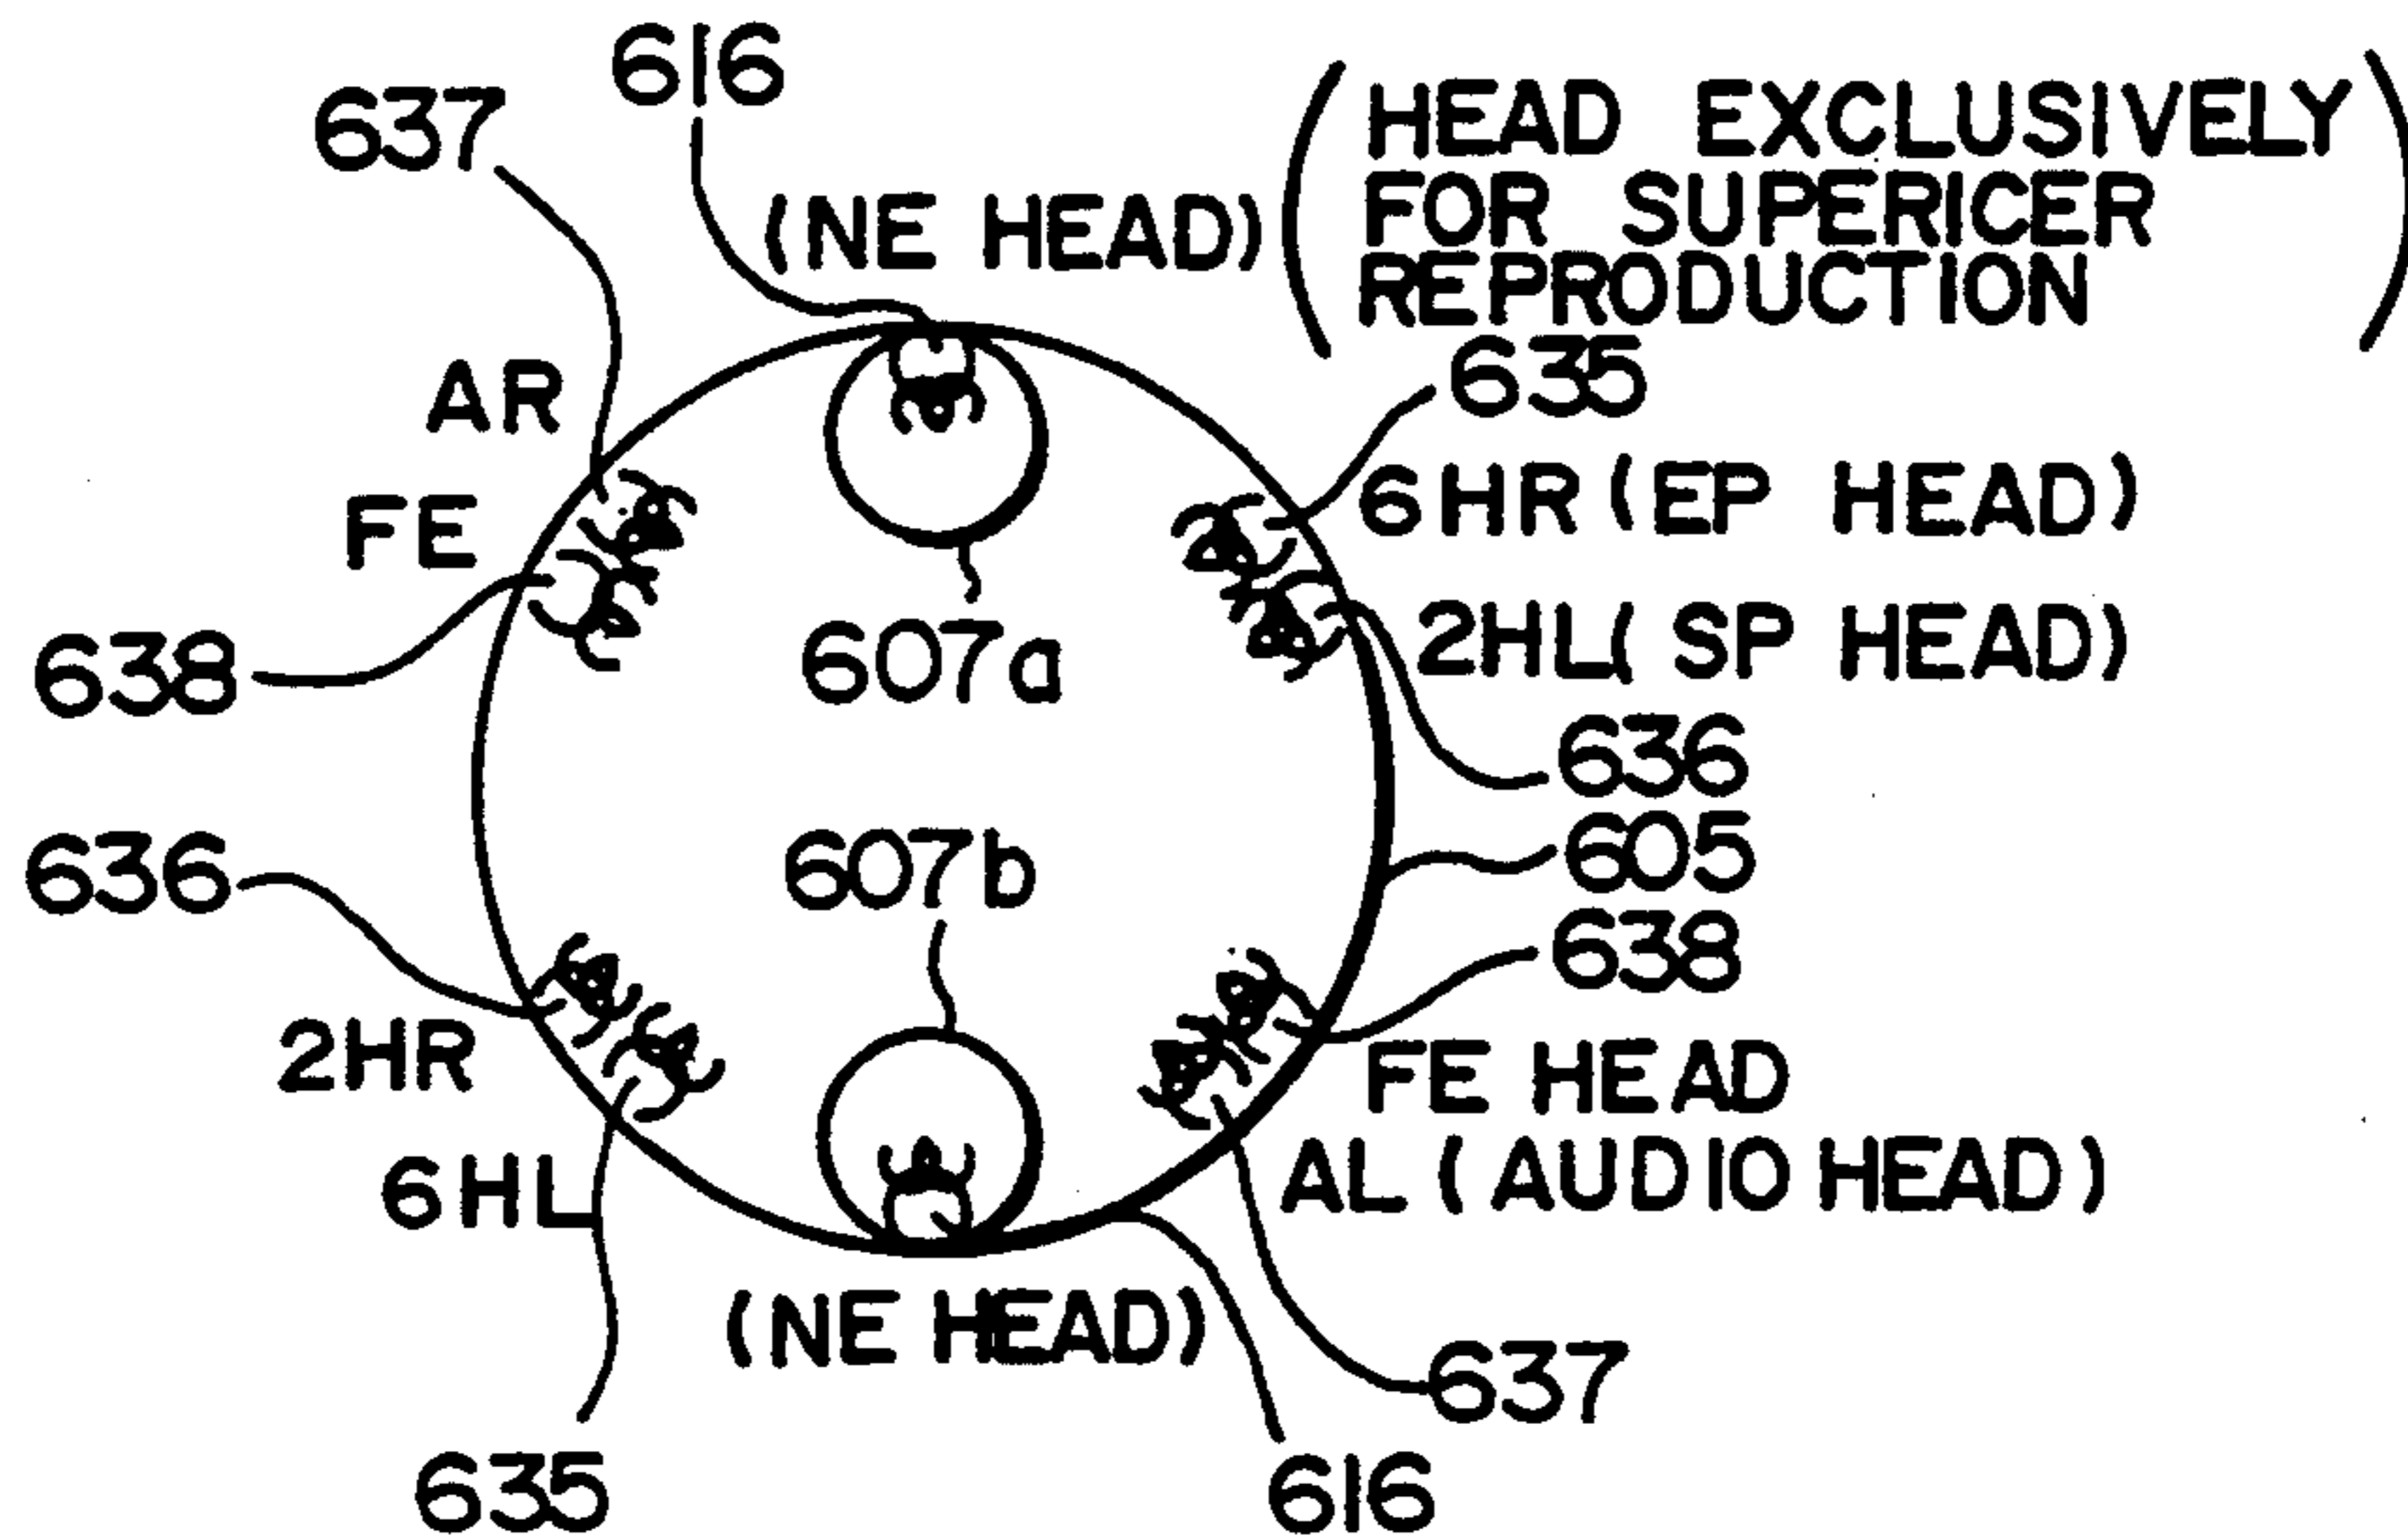 616
637
(NE HEAD)
(HEAD EXCLUSIVELY
FOR SUPERICER
REPRODUCTION)
635
AR
6HR (EP HEAD)
FE
2HL (SP HEAD)
638
607a
636
605
636
607b
638
2HR
FE HEAD
6HL
AL (AUDIO HEAD)
(NE HEAD)
637
635
616